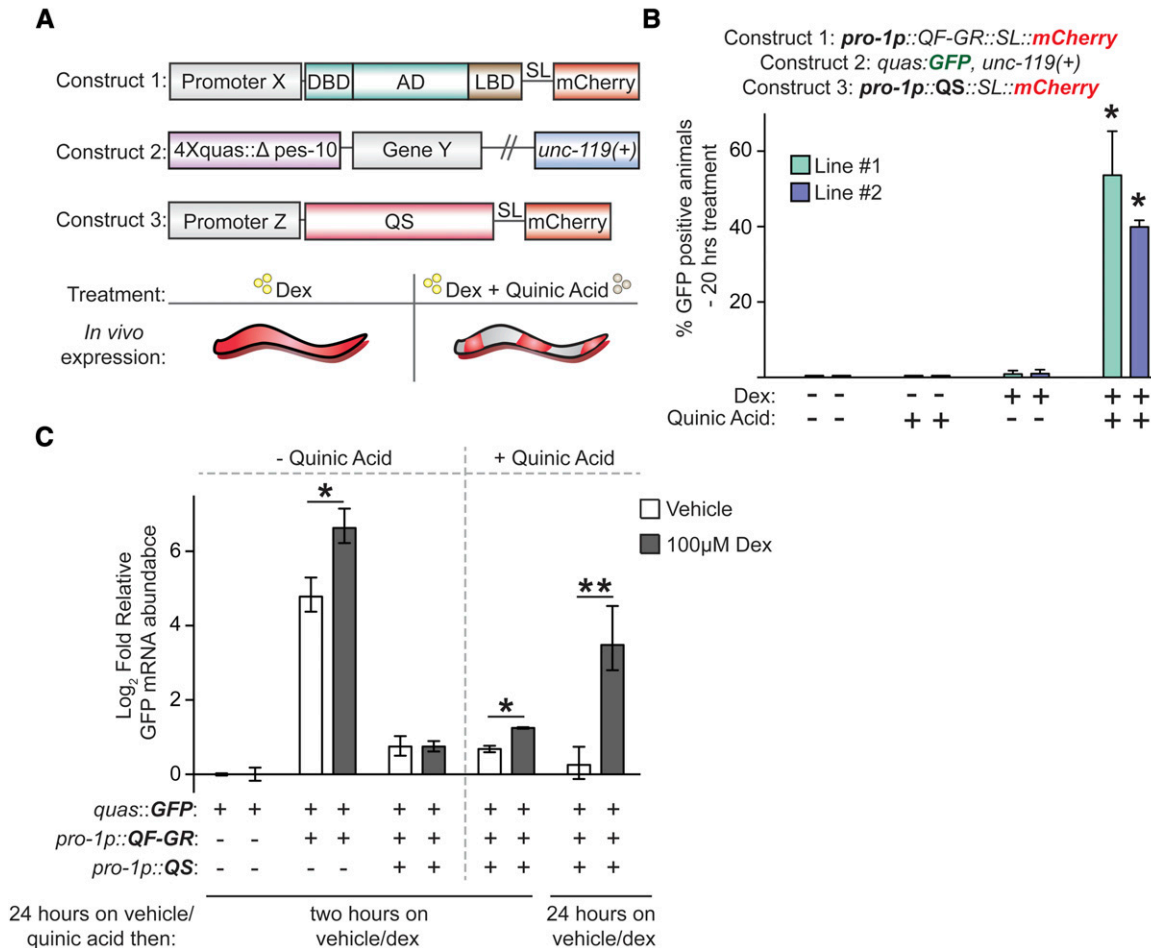 A
Construct 1: Promoter X DBD AD LBD SL mCherry
Construct 2: 4Xquas::Δ pes-10 Gene Y // unc-119(+)
Construct 3: Promoter Z QS SL mCherry
Treatment: Dex Dex + Quinic Acid
In vivo
expression:
B
Construct 1: pro-1p::QF-GR::SL::mCherry
Construct 2: quas:GFP, unc-119(+)
Construct 3: pro-1p::QS::SL::mCherry
% GFP positive animals
- 20 hrs treatment
60
40
20
Line #1
Line #2
*
*
Dex: - - - - + + + +
Quinic Acid: - - + + - - + +
C
- Quinic Acid + Quinic Acid
Vehicle
100µM Dex
Log2 Fold Relative
GFP mRNA abundabce
6
4
2
0
*
*
**
quas::GFP: + + + + + + + + + +
pro-1p::QF-GR: - - + + + + + + + +
pro-1p::QS: - - - - + + + + + +
24 hours on vehicle/
quinic acid then:
two hours on
vehicle/dex
24 hours on
vehicle/dex